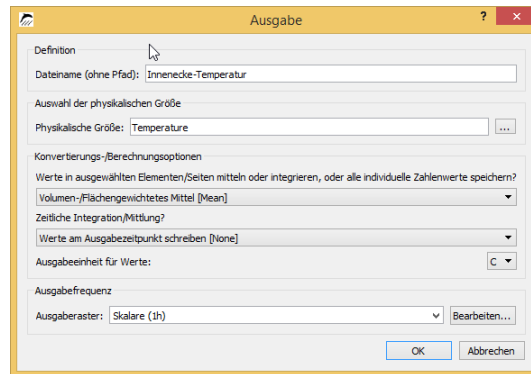 Ausgabe
? ×
Definition
Dateiname (ohne Pfad): Innenecke-Temperatur
Auswahl der physikalischen Größe
Physikalische Größe: Temperature ...
Konvertierungs-/Berechnungsoptionen
Werte in ausgewählten Elementen/Seiten mitteln oder integrieren, oder alle individuelle Zahlenwerte speichern?
Volumen-/Flächengewichtetes Mittel [Mean]
Zeitliche Integration/Mittlung?
Werte am Ausgabezeitpunkt schreiben [None]
Ausgabeeinheit für Werte: C
Ausgabefrequenz
Ausgaberaster: Skalare (1h) Bearbeiten...
OK Abbrechen